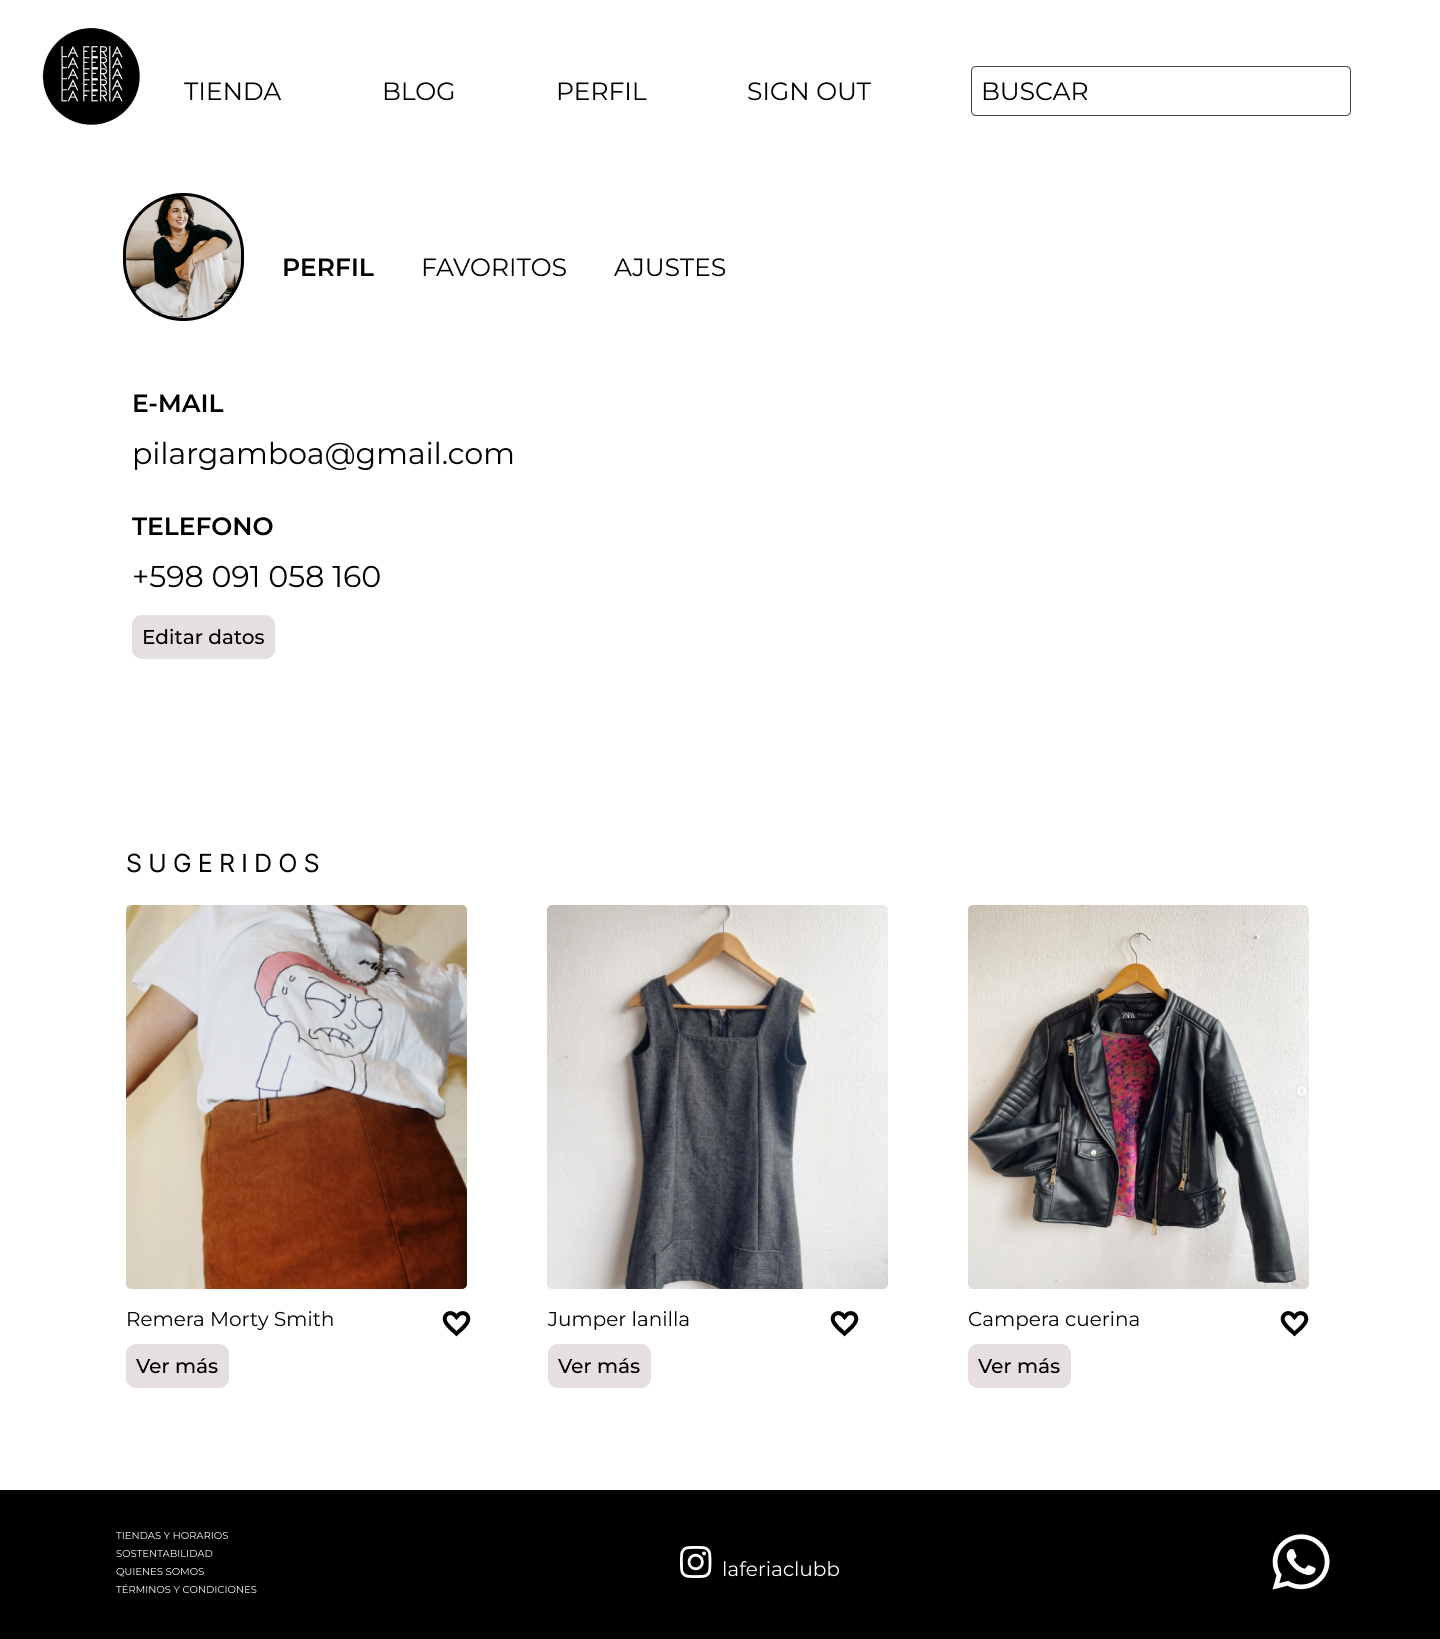 LA FERIA
LA FERIA
LA FERIA
LA FERIA
LA FERIA
TIENDA BLOG PERFIL SIGN OUT BUSCAR
PERFIL FAVORITOS AJUSTES
E-MAIL
pilargamboa@gmail.com
TELEFONO
+598 091 058 160
Editar datos
SUGERIDOS
ZARA
Remera Morty Smith Jumper lanilla Campera cuerina
Ver más Ver más Ver más
TIENDAS Y HORARIOS
SOSTENTABILIDAD
QUIENES SOMOS
TÉRMINOS Y CONDICIONES
laferiaclubb